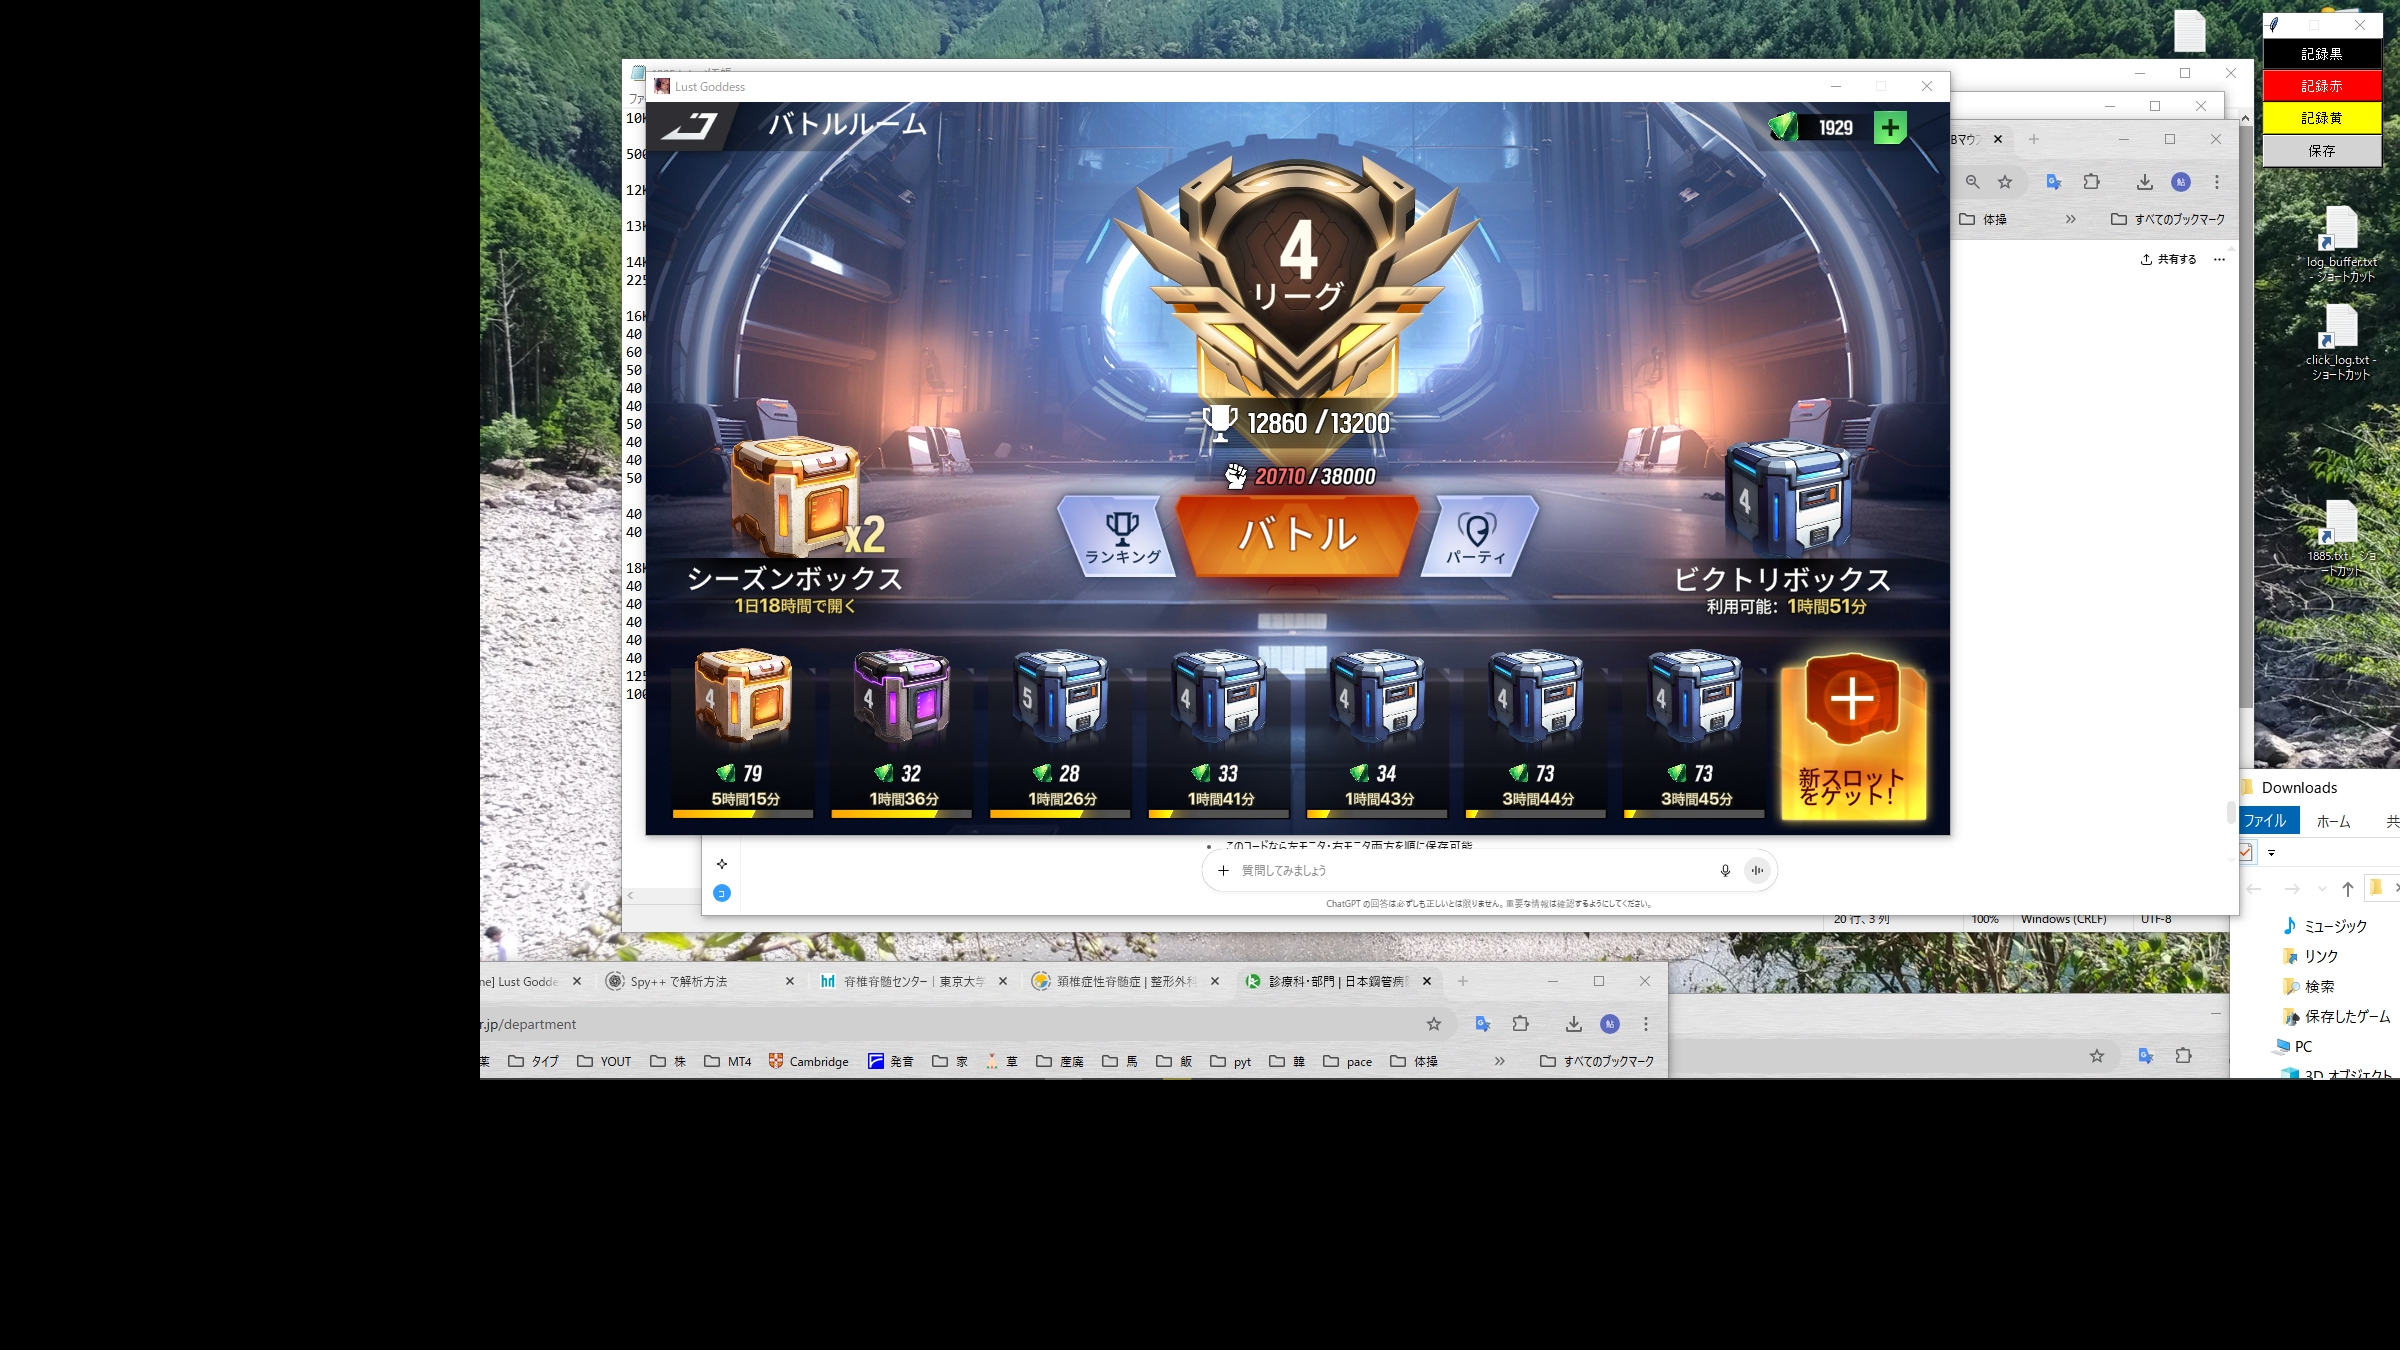 Lust Goddess
バトルルーム
1929
4
リーグ
12860 /13200
20710/38000
ランキング
バトル
パーティ
x2
シーズンボックス
1日18時間で開く
4
ビクトリボックス
利用可能: 1時間51分
4
79
5時間15分
4
32
1時間36分
5
28
1時間26分
4
33
1時間41分
4
34
1時間43分
4
73
3時間44分
4
73
3時間45分
新スロット
をゲット!
記録黒
記録赤
記録黄
保存
体操
すべてのブックマーク
共有する
log_buffer.txt
- ショートカット
click_log.txt -
ショートカット
1885.txt - ショ
ートカット
12K
13K
14K
16K
40
60
50
40
40
50
40
40
50
40
40
18K
40
40
40
40
40
このコードなら左モニタ・右モニタ両方を順に保存可能
コ
質問してみましょう
ChatGPT の回答は必ずしも正しいとは限りません。重要な情報は確認するようにしてください。
20 行、3 列
100%
Windows (CRLF)
UTF-8
Downloads
ファイル
ホーム
共
ミュージック
リンク
検索
保存したゲーム
PC
3D オブジェクト
Lust Godde
Spy++ で解析方法
脊椎脊髄センター | 東京大学
頚椎症性脊髄症 | 整形外科
診療科・部門 | 日本鋼管病
r.jp/department
薬
タイプ
YOUT
株
MT4
Cambridge
発音
家
草
産廃
馬
飯
pyt
韓
pace
体操
すべてのブックマーク